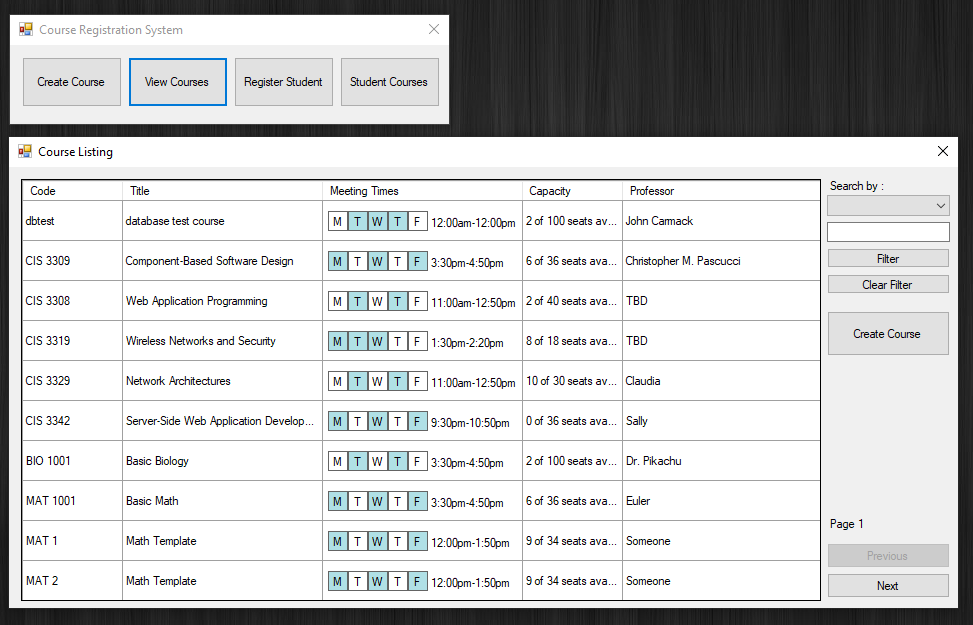 Course Registration System
Create Course View Courses Register Student Student Courses
Course Listing
Code Title Meeting Times Capacity Professor
dbtest database test course M T W T F 12:00am-12:00pm 2 of 100 seats ava... John Carmack
CIS 3309 Component-Based Software Design M T W T F 3:30pm-4:50pm 6 of 36 seats ava... Christopher M. Pascucci
CIS 3308 Web Application Programming M T W T F 11:00am-12:50pm 2 of 40 seats ava... TBD
CIS 3319 Wireless Networks and Security M T W T F 1:30pm-2:20pm 8 of 18 seats ava... TBD
CIS 3329 Network Architectures M T W T F 11:00am-12:50pm 10 of 30 seats av... Claudia
CIS 3342 Server-Side Web Application Develop... M T W T F 9:30pm-10:50pm 0 of 36 seats ava... Sally
BIO 1001 Basic Biology M T W T F 3:30pm-4:50pm 2 of 100 seats av... Dr. Pikachu
MAT 1001 Basic Math M T W T F 3:30pm-4:50pm 6 of 36 seats ava... Euler
MAT 1 Math Template M T W T F 12:00pm-1:50pm 9 of 34 seats ava... Someone
MAT 2 Math Template M T W T F 12:00pm-1:50pm 9 of 34 seats ava... Someone
Search by :
Filter
Clear Filter
Create Course
Page 1
Previous
Next